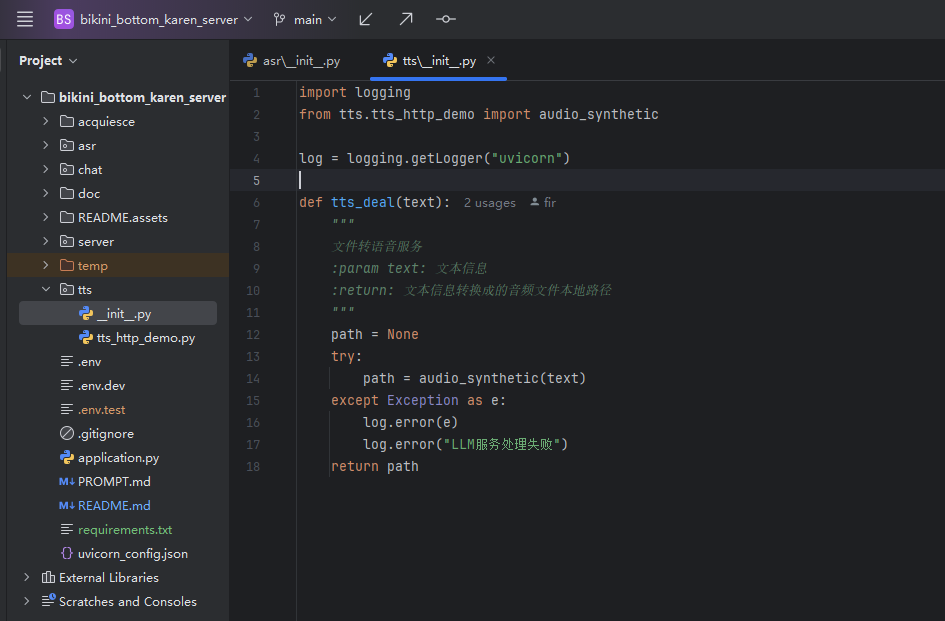 BS bikini_bottom_karen_server main
Project
bikini_bottom_karen_server
acquiesce
asr
chat
doc
README.assets
server
temp
tts
__init__.py
tts_http_demo.py
.env
.env.dev
.env.test
.gitignore
application.py
M↓ PROMPT.md
M↓ README.md
requirements.txt
{} uvicorn_config.json
External Libraries
Scratches and Consoles
asr\__init__.py tts\__init__.py
1 import logging
2 from tts.tts_http_demo import audio_synthetic
3
4 log = logging.getLogger("uvicorn")
5
6 def tts_deal(text): 2 usages fir
7 """
8 文件转语音服务
9 :param text: 文本信息
10 :return: 文本信息转换成的音频文件本地路径
11 """
12 path = None
13 try:
14 path = audio_synthetic(text)
15 except Exception as e:
16 log.error(e)
17 log.error("LLM服务处理失败")
18 return path